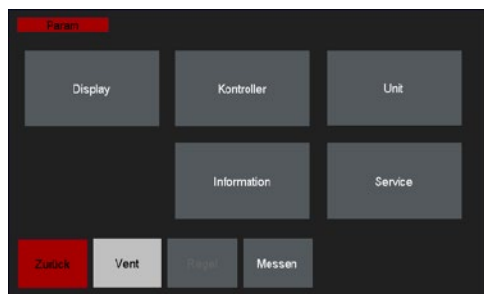 Param
Display
Kontroller
Unit
Information
Service
Zurück
Vent
Regel
Messen